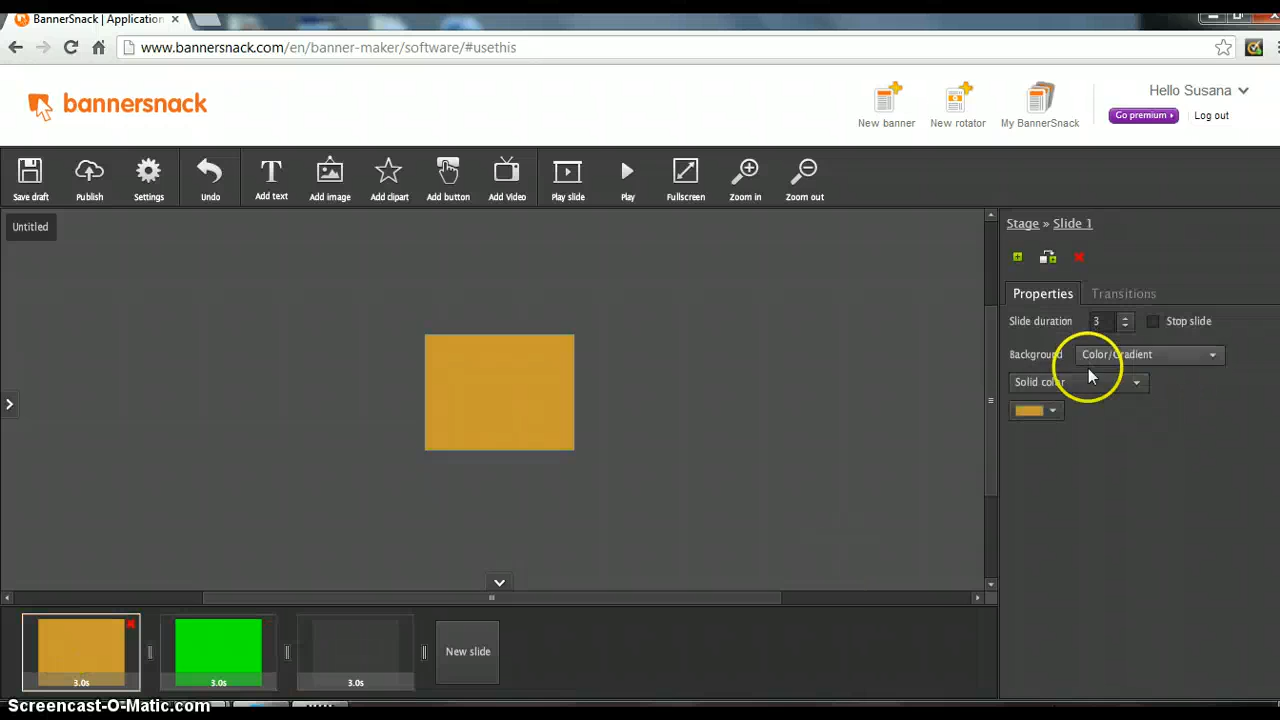 BannerSnack | Application
www.bannersnack.com/en/banner-maker/software/#usethis
bannersnack
New banner
New rotator
My BannerSnack
Hello Susana
Go premium
Log out
Save draft
Publish
Settings
Undo
Add text
Add image
Add clipart
Add button
Add Video
Play slide
Play
Fullscreen
Zoom in
Zoom out
Untitled
Stage » Slide 1
Properties
Transitions
Slide duration 3 Stop slide
Background Color/Gradient
Solid color
3.0s
3.0s
3.0s
New slide
Screencast-O-Matic.com